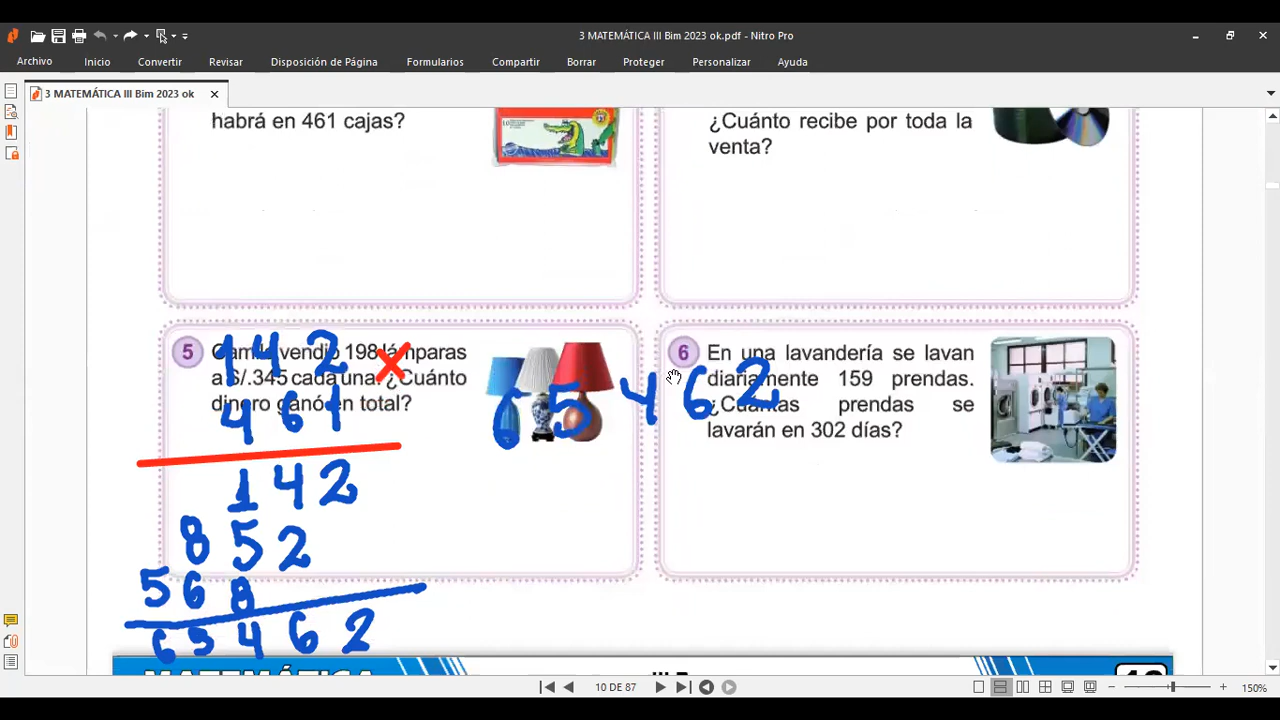 3 MATEMÁTICA III Bim 2023 ok.pdf - Nitro Pro
Archivo Inicio Convertir Revisar Disposición de Página Formularios Compartir Borrar Proteger Personalizar Ayuda
3 MATEMÁTICA III Bim 2023 ok
habrá en 461 cajas?
¿Cuánto recibe por toda la
venta?
5
vendió 198 lámparas
a S/.345 cada una. ¿Cuánto
dinero ganó en total?
142 ×
461
142
852
568
65462
65462
6
En una lavandería se lavan
diariamente 159 prendas.
¿Cuántas prendas se
lavarán en 302 días?
MATEMÁTICA
10 DE 87
150%